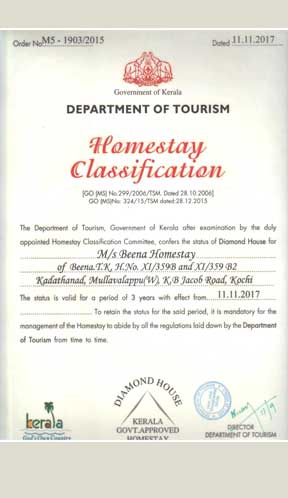 Order No M5 - 1903/2015 Dated 11.11.2017
Government of Kerala
DEPARTMENT OF TOURISM
Homestay
Classification
[GO (MS) No.299/2006/TSM. Dated 28.10.2006]
GO (MS)No: 324/15/TSM dated:28.12.2015
The Department of Tourism, Government of Kerala after examination by the duly
appointed Homestay Classification Committee, confers the status of Diamond House for
M/s Beena Homestay
of Beena.T.K, H.No. XI/359B and XI/359 B2
Kadathanad, Mullavalappu(W), K,B Jacob Road, Kochi
The status is valid for a period of 3 years with effect from 11.11.2017
To retain the status for the said period, it is mandatory for the
management of the Homestay to abide by all the regulations laid down by the Department
of Tourism from time to time.
DIAMOND HOUSE
KERALA
GOVT.APPROVED
HOMESTAY
kerala
God's Own Country
DIRECTOR
DEPARTMENT OF TOURISM